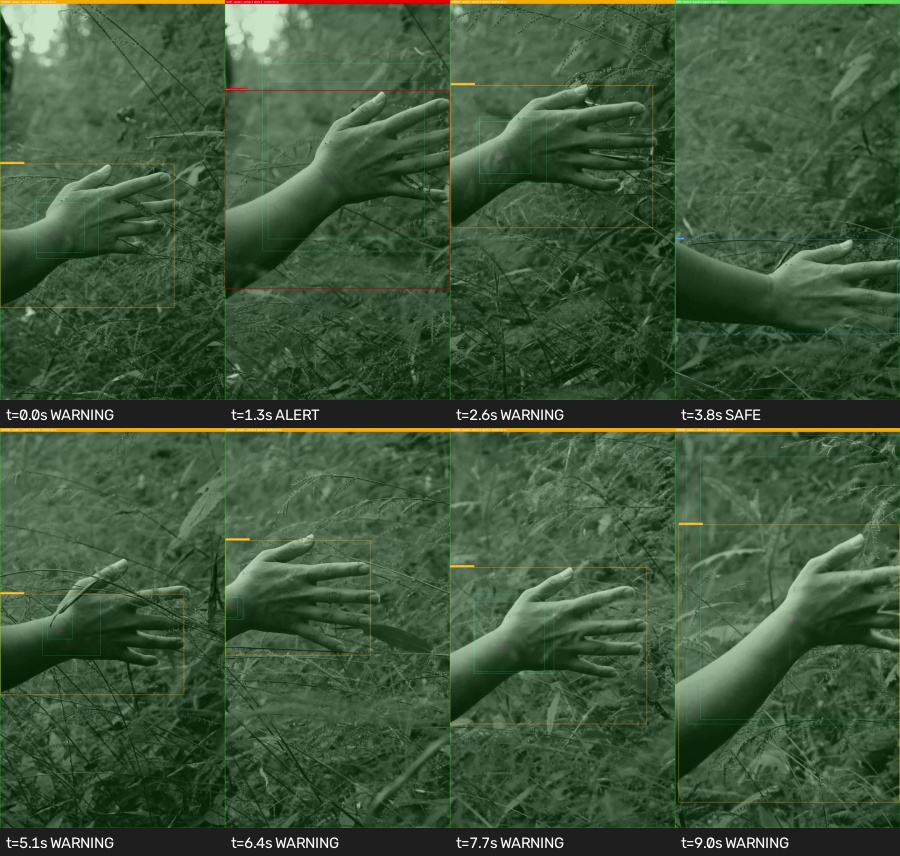 t=0.0s WARNING
t=1.3s ALERT
t=2.6s WARNING
t=3.8s SAFE
t=5.1s WARNING
t=6.4s WARNING
t=7.7s WARNING
t=9.0s WARNING